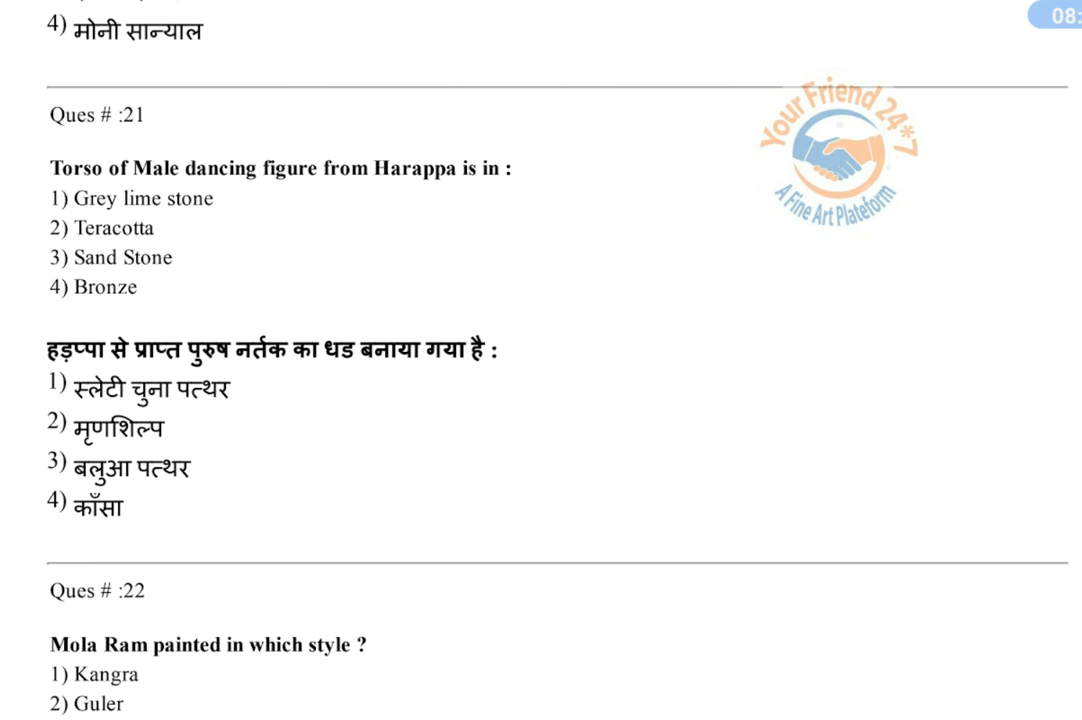 4) मोनी सान्याल
08:
Ques # :21
Your Friend 24*7
A Fine Art Plateform
Torso of Male dancing figure from Harappa is in :
1) Grey lime stone
2) Teracotta
3) Sand Stone
4) Bronze
हड़प्पा से प्राप्त पुरुष नर्तक का धड बनाया गया है :
1) स्लेटी चुना पत्थर
2) मृणशिल्प
3) बलुआ पत्थर
4) काँसा
Ques # :22
Mola Ram painted in which style ?
1) Kangra
2) Guler